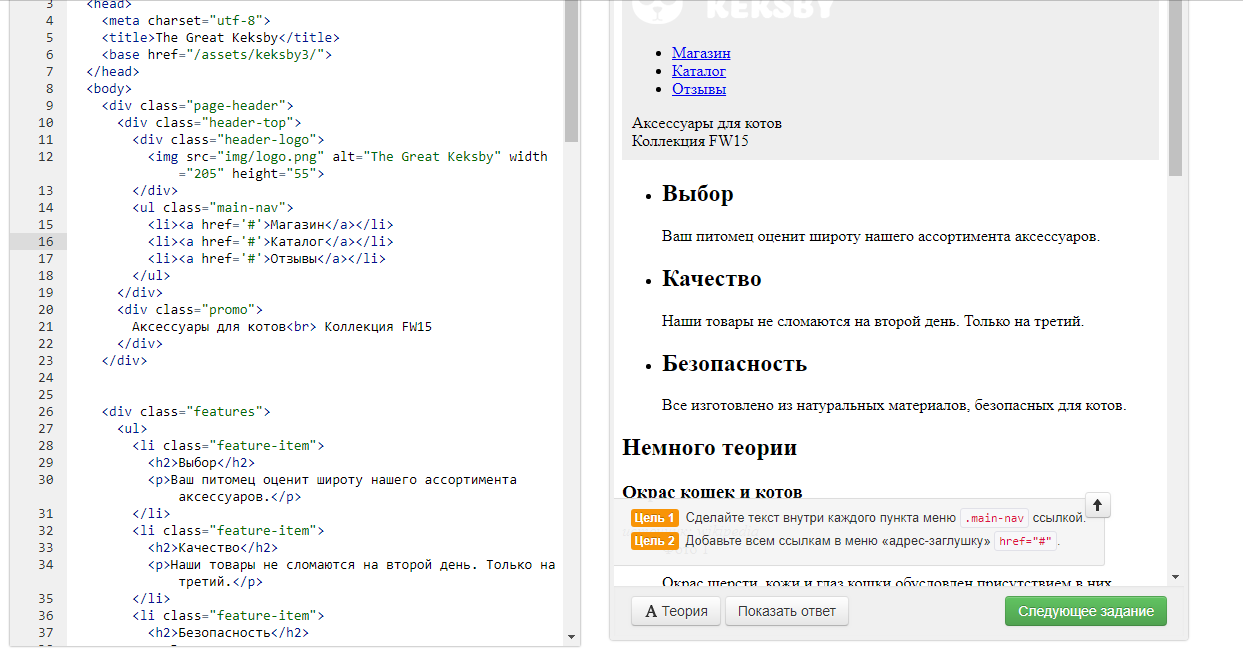 3 <head>
4 <meta charset="utf-8">
5 <title>The Great Keksby</title>
6 <base href="/assets/keksby3/">
7 </head>
8 <body>
9 <div class="page-header">
10 <div class="header-top">
11 <div class="header-logo">
12 <img src="img/logo.png" alt="The Great Keksby" width
="205" height="55">
13 </div>
14 <ul class="main-nav">
15 <li><a href='#'>Магазин</a></li>
16 <li><a href='#'>Каталог</a></li>
17 <li><a href='#'>Отзывы</a></li>
18 </ul>
19 </div>
20 <div class="promo">
21 Аксессуары для котов<br> Коллекция FW15
22 </div>
23 </div>
24
25
26 <div class="features">
27 <ul>
28 <li class="feature-item">
29 <h2>Выбор</h2>
30 <p>Ваш питомец оценит широту нашего ассортимента
аксессуаров.</p>
31 </li>
32 <li class="feature-item">
33 <h2>Качество</h2>
34 <p>Наши товары не сломаются на второй день. Только на
третий.</p>
35 </li>
36 <li class="feature-item">
37 <h2>Безопасность</h2>
KEKSBY
Магазин
Каталог
Отзывы
Аксессуары для котов
Коллекция FW15
Выбор
Ваш питомец оценит широту нашего ассортимента аксессуаров.
Качество
Наши товары не сломаются на второй день. Только на третий.
Безопасность
Все изготовлено из натуральных материалов, безопасных для котов.
Немного теории
Окрас кошек и котов
Цель 1 Сделайте текст внутри каждого пункта меню .main-nav ссылкой.
Цель 2 Добавьте всем ссылкам в меню «адрес-заглушку» href="#".
Окрас шерсти, кожи и глаз кошки обусловлен присутствием в них
A Теория
Показать ответ
Следующее задание